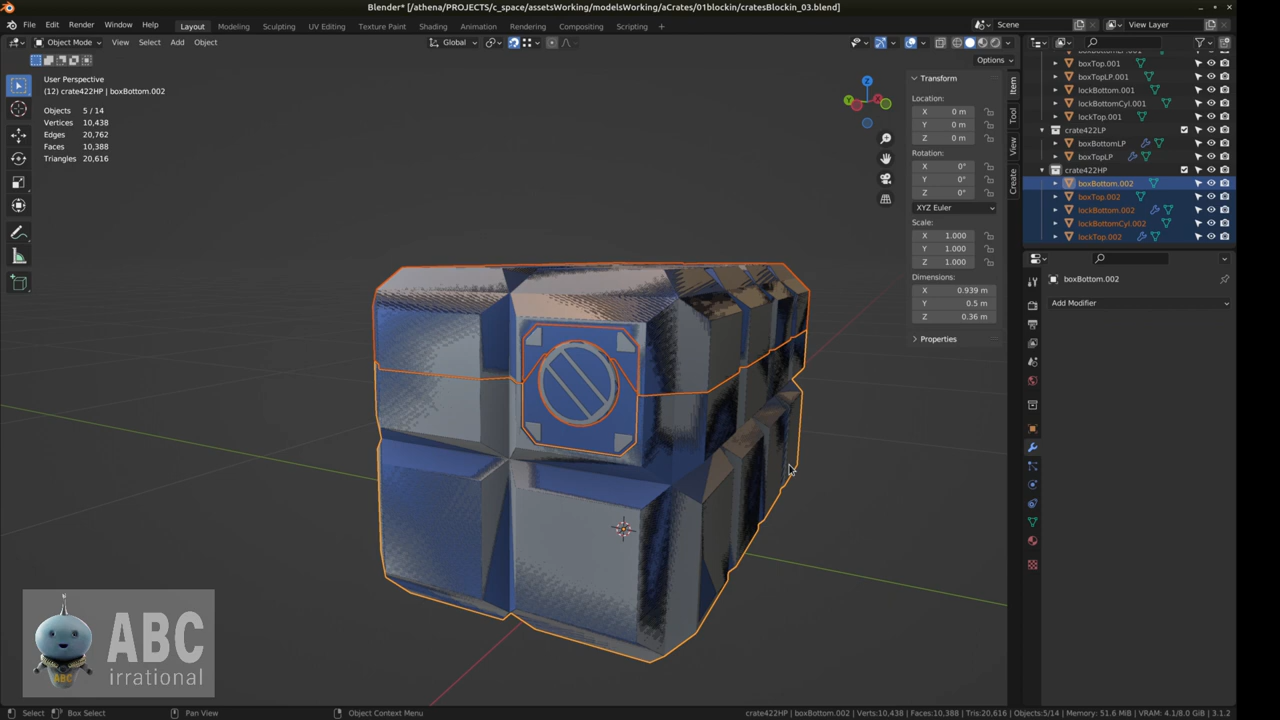 Blender* [/athena/PROJECTS/c_space/assetsWorking/modelsWorking/aCrates/01blockin/cratesBlockin_03.blend]
File Edit Render Window Help Layout Modeling Sculpting UV Editing Texture Paint Shading Animation Rendering Compositing Scripting + Scene View Layer
Object Mode View Select Add Object Global
Options
User Perspective
(12) crate422HP | boxBottom.002
Objects 5 / 14
Vertices 10,438
Edges 20,762
Faces 10,388
Triangles 20,616
Transform
Location:
X 0 m
Y 0 m
Z 0 m
Rotation:
X 0°
Y 0°
Z 0°
XYZ Euler
Scale:
X 1.000
Y 1.000
Z 1.000
Dimensions:
X 0.939 m
Y 0.5 m
Z 0.36 m
Properties
Item
Tool
View
Create
Z
Y
X
boxTop.001
boxTopLP.001
lockBottom.001
lockBottomCyl.001
lockTop.001
crate422LP
boxBottomLP
boxTopLP
crate422HP
boxBottom.002
boxTop.002
lockBottom.002
lockBottomCyl.002
lockTop.002
boxBottom.002
Add Modifier
ABC
ABC
irrational
Select Box Select Pan View Object Context Menu
crate422HP | boxBottom.002 | Verts:10,438 | Faces:10,388 | Tris:20,616 | Objects:5/14 | Memory: 51.6 MiB | VRAM: 4.1/8.0 GiB | 3.1.2